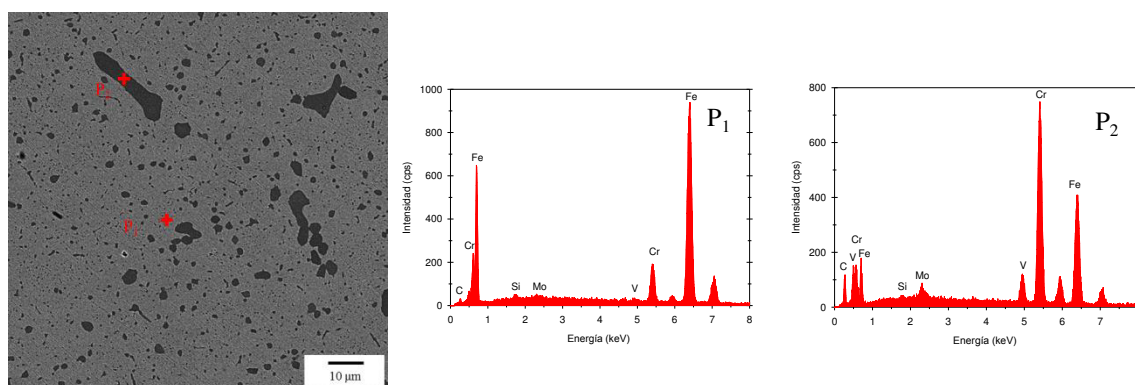 P2
P1
10 µm
1000
800
600
400
200
0
0 1 2 3 4 5 6 7 8
Intensidad (cps)
Energía (keV)
C
Cr
Fe
Si
Mo
V
Cr
Fe
P1
800
600
400
200
0
0 1 2 3 4 5 6 7
Intensidad (cps)
Energía (keV)
C
V
Cr
Fe
Si
Mo
V
Cr
Fe
P2